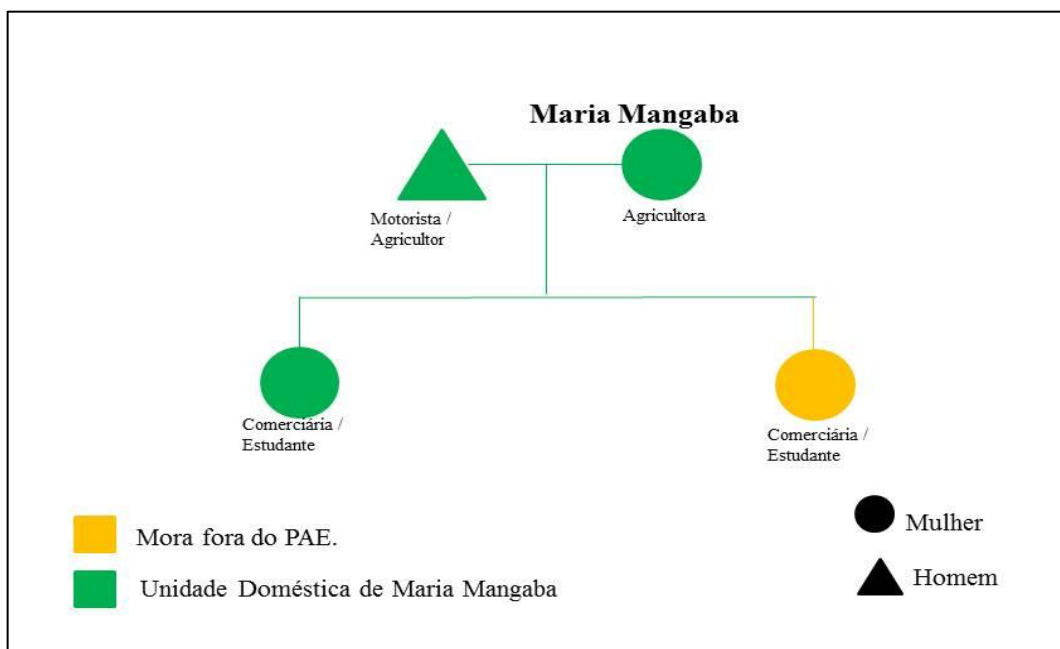 Maria Mangaba
Motorista /
Agricultor
Agricultora
Comerciária /
Estudante
Comerciária /
Estudante
Mora fora do PAE.
Unidade Doméstica de Maria Mangaba
Mulher
Homem